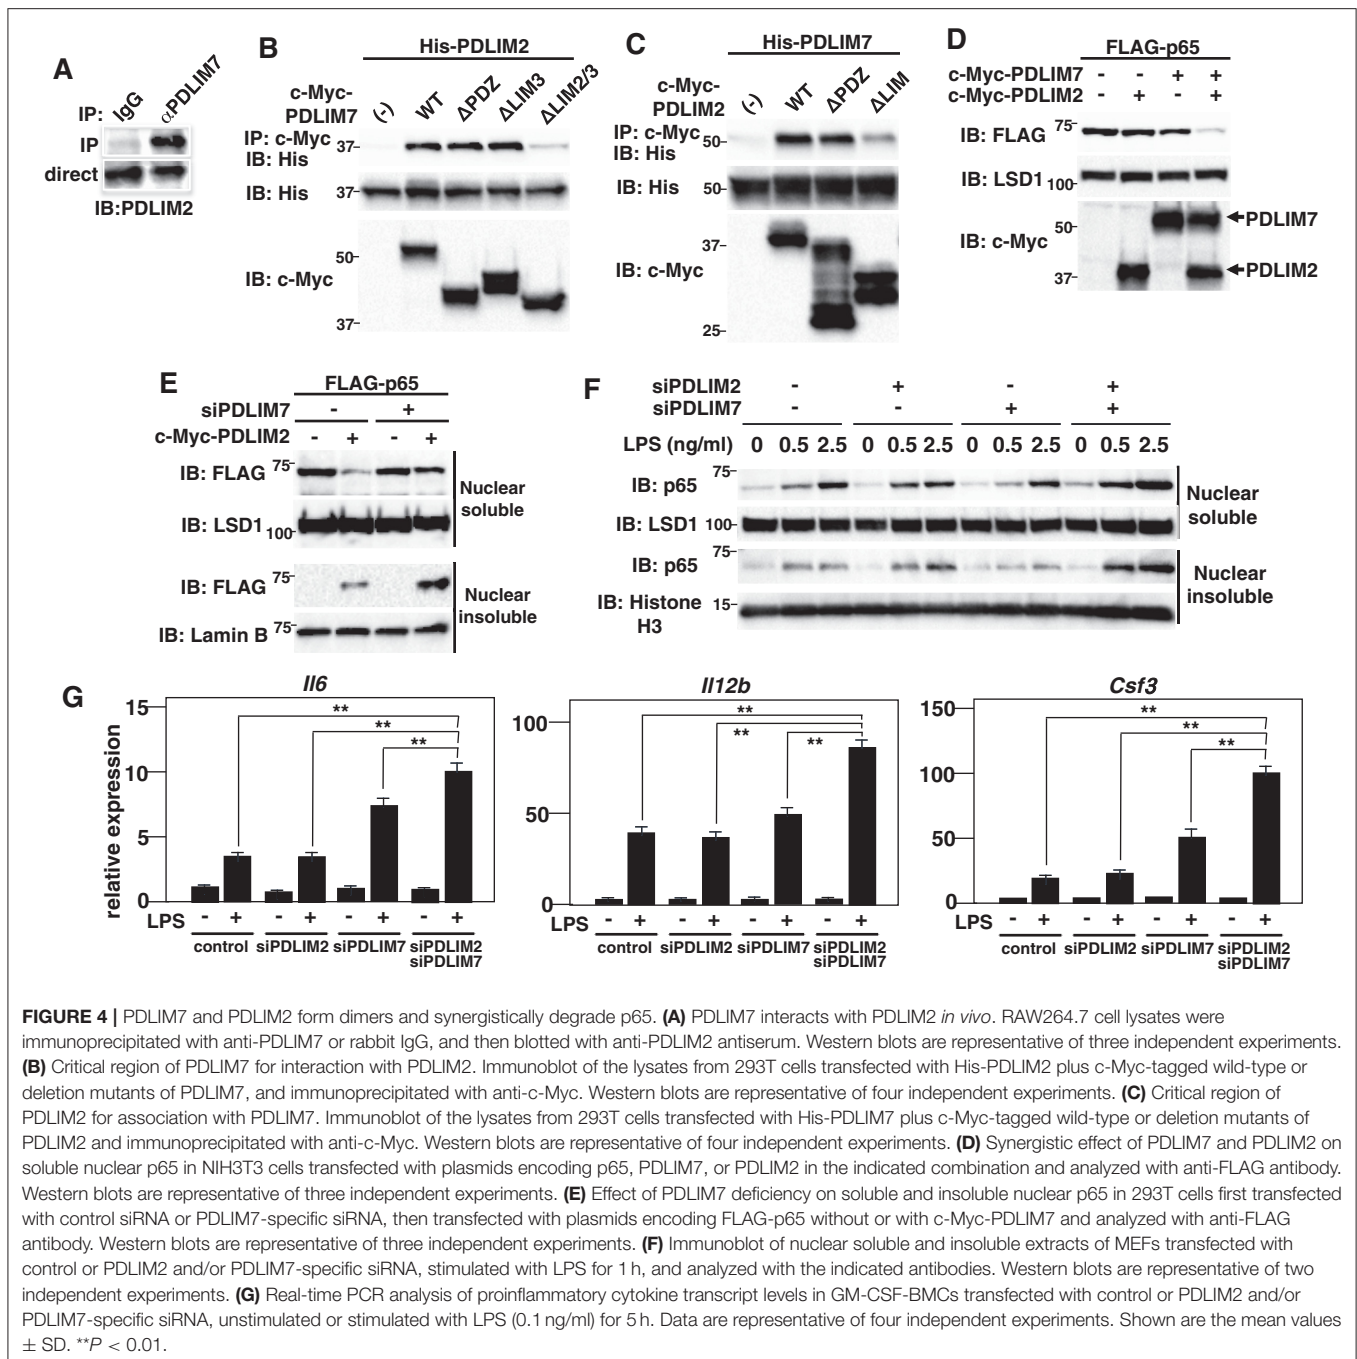 A
IP: IgG αPDLIM7
IP
direct
IB:PDLIM2
B
His-PDLIM2
c-Myc-
PDLIM7 (-) WT ΔPDZ ΔLIM3 ΔLIM2/3
IP: c-Myc 37
IB: His
IB: His 37
50
IB: c-Myc
37
C
His-PDLIM7
c-Myc-
PDLIM2 (-) WT ΔPDZ ΔLIM
IP: c-Myc 50
IB: His
IB: His 50
37
IB: c-Myc
25
D
FLAG-p65
c-Myc-PDLIM7 - - + +
c-Myc-PDLIM2 - + - +
IB: FLAG 75
IB: LSD1 100
50 PDLIM7
IB: c-Myc
37 PDLIM2
E
FLAG-p65
siPDLIM7 - +
c-Myc-PDLIM2 - + - +
IB: FLAG 75
Nuclear
soluble
IB: LSD1 100
IB: FLAG 75
Nuclear
insoluble
IB: Lamin B 75
F
siPDLIM2 - + - +
siPDLIM7 - - + +
LPS (ng/ml) 0 0.5 2.5 0 0.5 2.5 0 0.5 2.5 0 0.5 2.5
75
IB: p65
Nuclear
soluble
IB: LSD1 100
75
IB: p65
Nuclear
insoluble
IB: Histone 15
H3
G
Il6
relative expression
15
10
5
0
** ** **
LPS - + - + - + - +
control siPDLIM2 siPDLIM7 siPDLIM2
siPDLIM7
Il12b
100
50
0
** ** **
LPS - + - + - + - +
control siPDLIM2 siPDLIM7 siPDLIM2
siPDLIM7
Csf3
150
100
50
0
** ** **
LPS - + - + - + - +
control siPDLIM2 siPDLIM7 siPDLIM2
siPDLIM7
FIGURE 4 | PDLIM7 and PDLIM2 form dimers and synergistically degrade p65. (A) PDLIM7 interacts with PDLIM2 in vivo. RAW264.7 cell lysates were
immunoprecipitated with anti-PDLIM7 or rabbit IgG, and then blotted with anti-PDLIM2 antiserum. Western blots are representative of three independent experiments.
(B) Critical region of PDLIM7 for interaction with PDLIM2. Immunoblot of the lysates from 293T cells transfected with His-PDLIM2 plus c-Myc-tagged wild-type or
deletion mutants of PDLIM7, and immunoprecipitated with anti-c-Myc. Western blots are representative of four independent experiments. (C) Critical region of
PDLIM2 for association with PDLIM7. Immunoblot of the lysates from 293T cells transfected with His-PDLIM7 plus c-Myc-tagged wild-type or deletion mutants of
PDLIM2 and immunoprecipitated with anti-c-Myc. Western blots are representative of four independent experiments. (D) Synergistic effect of PDLIM7 and PDLIM2 on
soluble nuclear p65 in NIH3T3 cells transfected with plasmids encoding p65, PDLIM7, or PDLIM2 in the indicated combination and analyzed with anti-FLAG antibody.
Western blots are representative of three independent experiments. (E) Effect of PDLIM7 deficiency on soluble and insoluble nuclear p65 in 293T cells first transfected
with control siRNA or PDLIM7-specific siRNA, then transfected with plasmids encoding FLAG-p65 without or with c-Myc-PDLIM7 and analyzed with anti-FLAG
antibody. Western blots are representative of three independent experiments. (F) Immunoblot of nuclear soluble and insoluble extracts of MEFs transfected with
control or PDLIM2 and/or PDLIM7-specific siRNA, stimulated with LPS for 1 h, and analyzed with the indicated antibodies. Western blots are representative of two
independent experiments. (G) Real-time PCR analysis of proinflammatory cytokine transcript levels in GM-CSF-BMCs transfected with control or PDLIM2 and/or
PDLIM7-specific siRNA, unstimulated or stimulated with LPS (0.1 ng/ml) for 5 h. Data are representative of four independent experiments. Shown are the mean values
± SD. **P < 0.01.